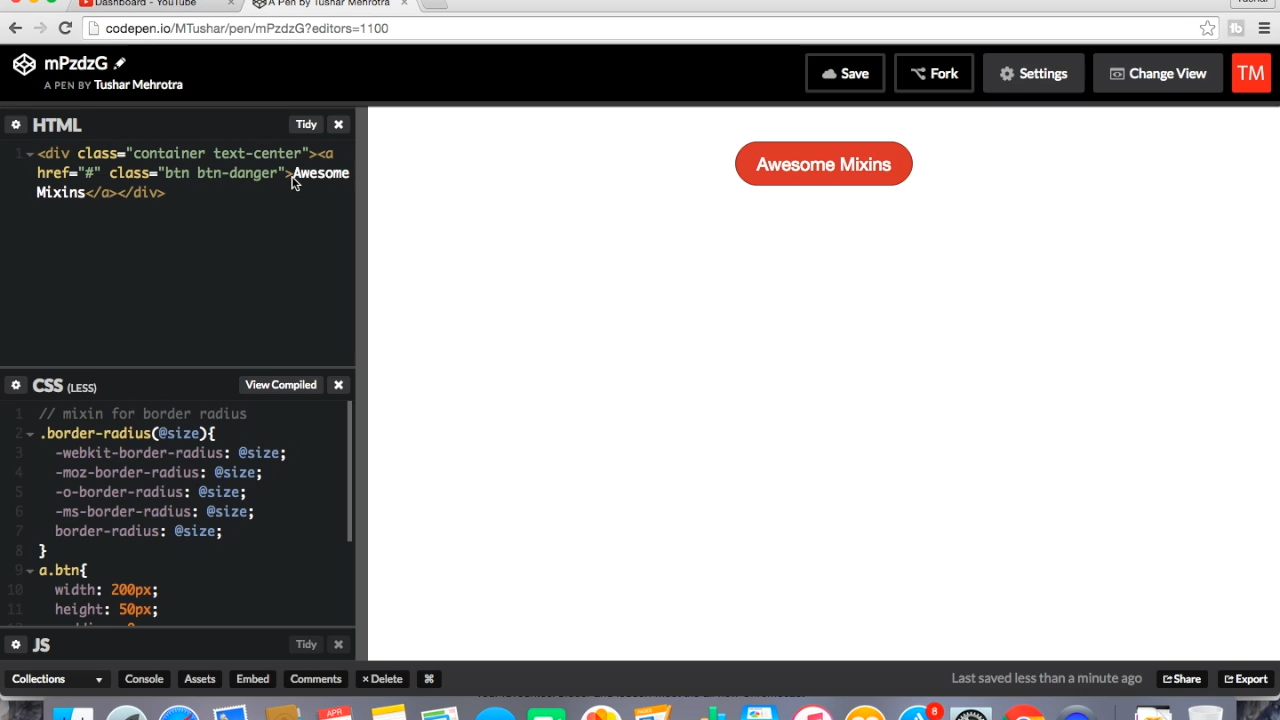 Dashboard - YouTube
A Pen by Tushar Mehrotra
Tushar
codepen.io/MTushar/pen/mPzdzG?editors=1100
mPzdzG
A PEN BY Tushar Mehrotra
Save
Fork
Settings
Change View
TM
HTML
Tidy
1 <div class="container text-center"><a
href="#" class="btn btn-danger">Awesome
Mixins</a></div>
Awesome Mixins
CSS (LESS)
View Compiled
1 // mixin for border radius
2 .border-radius(@size){
3 -webkit-border-radius: @size;
4 -moz-border-radius: @size;
5 -o-border-radius: @size;
6 -ms-border-radius: @size;
7 border-radius: @size;
8 }
9 a.btn{
10 width: 200px;
11 height: 50px;
JS
Tidy
Collections
Console
Assets
Embed
Comments
× Delete
⌘
Last saved less than a minute ago
Share
Export
APR
8